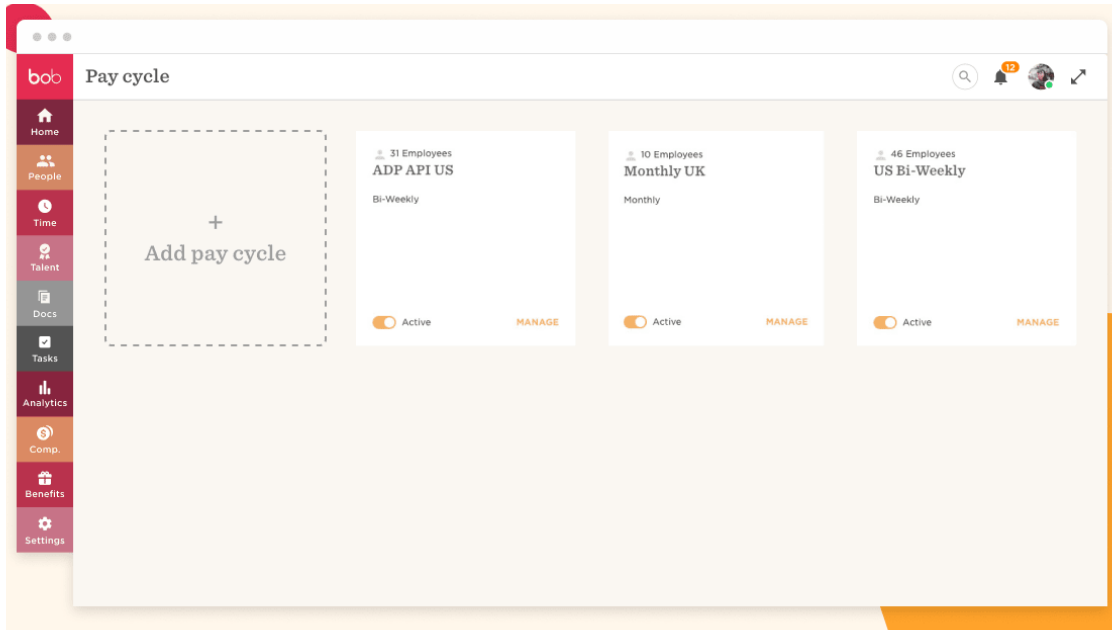 bob
Pay cycle
12
Home
People
Time
Talent
Docs
Tasks
Analytics
Comp.
Benefits
Settings
+
Add pay cycle
31 Employees
ADP API US
Bi-Weekly
Active MANAGE
10 Employees
Monthly UK
Monthly
Active MANAGE
46 Employees
US Bi-Weekly
Bi-Weekly
Active MANAGE